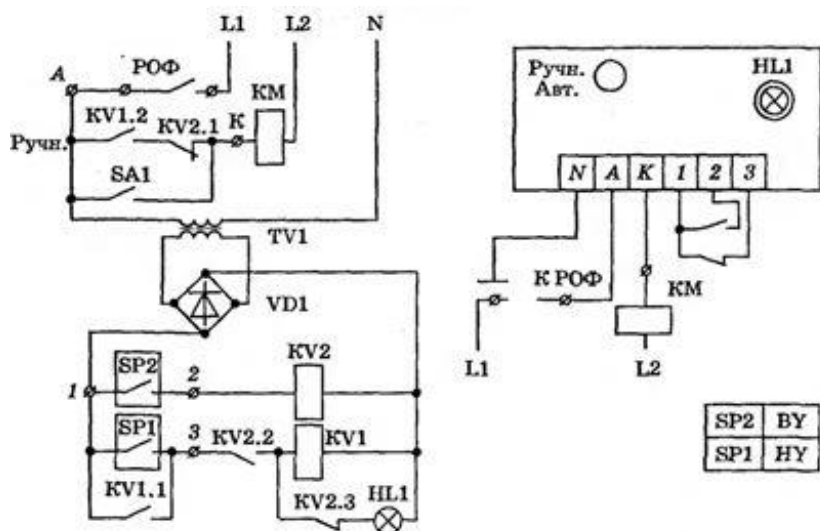 L1 L2 N
A РОФ
KV1.2 КМ
Ручн. KV2.1 К
SA1
TV1
VD1
SP2 2 KV2
1
SP1 3 KV2.2 KV1
KV1.1 KV2.3 HL1
Ручн. HL1
Авт.
N A K 1 2 3
К РОФ КМ
L1 L2
SP2 ВУ
SP1 НУ